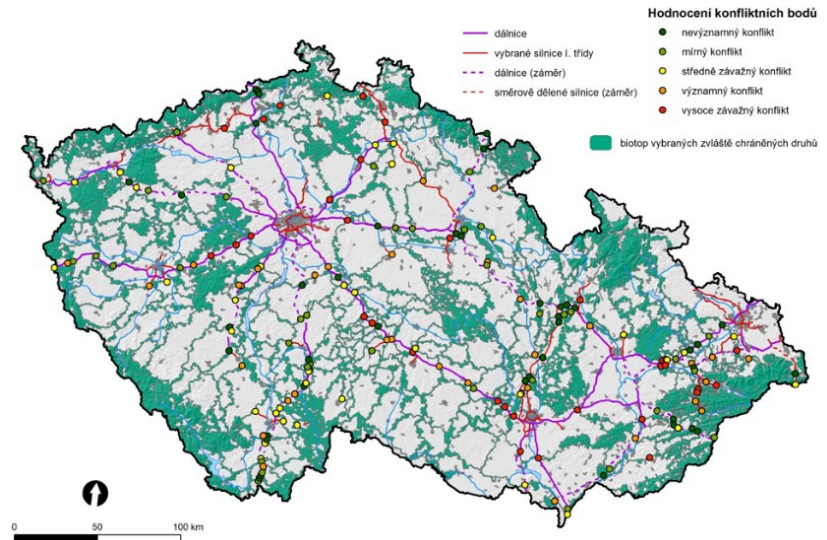 Hodnocení konfliktních bodů
dálnice
vybrané silnice I. třídy
dálnice (záměr)
směrově dělené silnice (záměr)
nevýznamný konflikt
mírný konflikt
středně závažný konflikt
významný konflikt
vysoce závažný konflikt
biotop vybraných zvláště chráněných druhů
0 50 100 km